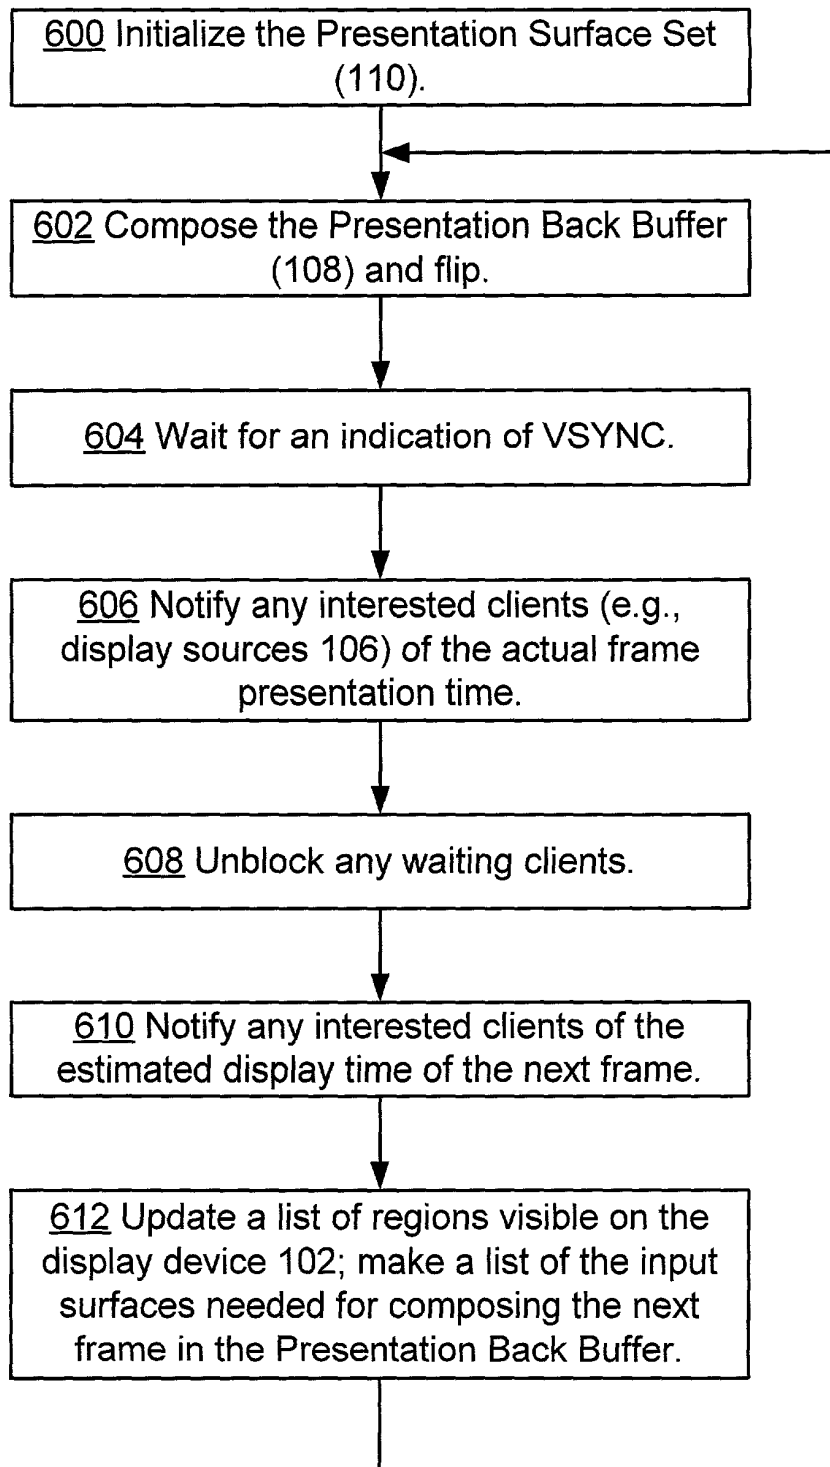 600 Initialize the Presentation Surface Set
(110).
602 Compose the Presentation Back Buffer
(108) and flip.
604 Wait for an indication of VSYNC.
606 Notify any interested clients (e.g.,
display sources 106) of the actual frame
presentation time.
608 Unblock any waiting clients.
610 Notify any interested clients of the
estimated display time of the next frame.
612 Update a list of regions visible on the
display device 102; make a list of the input
surfaces needed for composing the next
frame in the Presentation Back Buffer.